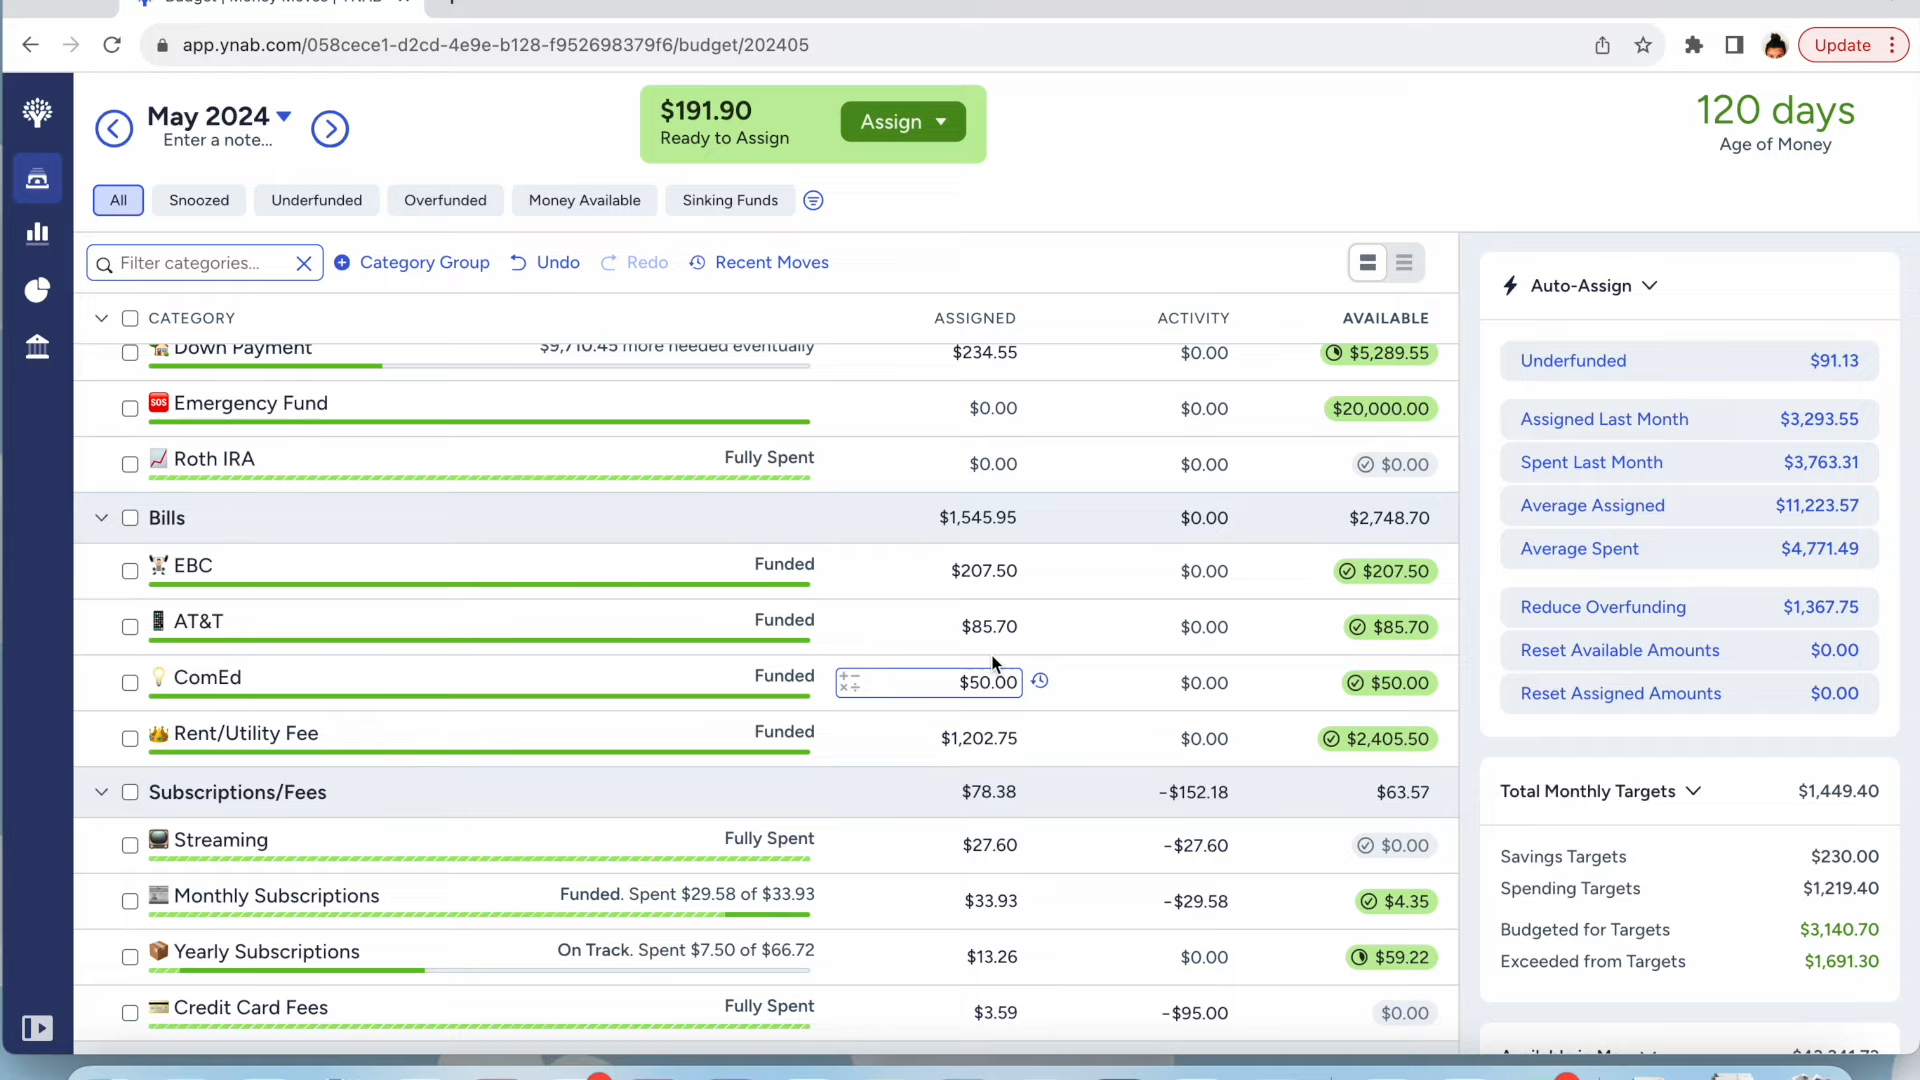 app.ynab.com/058cece1-d2cd-4e9e-b128-f952698379f6/budget/202405
Update
May 2024
Enter a note...
$191.90
Ready to Assign
Assign
120 days
Age of Money
All
Snoozed
Underfunded
Overfunded
Money Available
Sinking Funds
Filter categories...
Category Group
Undo
Redo
Recent Moves
CATEGORY ASSIGNED ACTIVITY AVAILABLE
Down Payment $9,710.45 more needed eventually $234.55 $0.00 $5,289.55
SOS Emergency Fund $0.00 $0.00 $20,000.00
Roth IRA Fully Spent $0.00 $0.00 $0.00
Bills $1,545.95 $0.00 $2,748.70
EBC Funded $207.50 $0.00 $207.50
AT&T Funded $85.70 $0.00 $85.70
ComEd Funded $50.00 $0.00 $50.00
Rent/Utility Fee Funded $1,202.75 $0.00 $2,405.50
Subscriptions/Fees $78.38 -$152.18 $63.57
Streaming Fully Spent $27.60 -$27.60 $0.00
Monthly Subscriptions Funded. Spent $29.58 of $33.93 $33.93 -$29.58 $4.35
Yearly Subscriptions On Track. Spent $7.50 of $66.72 $13.26 $0.00 $59.22
Credit Card Fees Fully Spent $3.59 -$95.00 $0.00
Auto-Assign
Underfunded $91.13
Assigned Last Month $3,293.55
Spent Last Month $3,763.31
Average Assigned $11,223.57
Average Spent $4,771.49
Reduce Overfunding $1,367.75
Reset Available Amounts $0.00
Reset Assigned Amounts $0.00
Total Monthly Targets $1,449.40
Savings Targets $230.00
Spending Targets $1,219.40
Budgeted for Targets $3,140.70
Exceeded from Targets $1,691.30